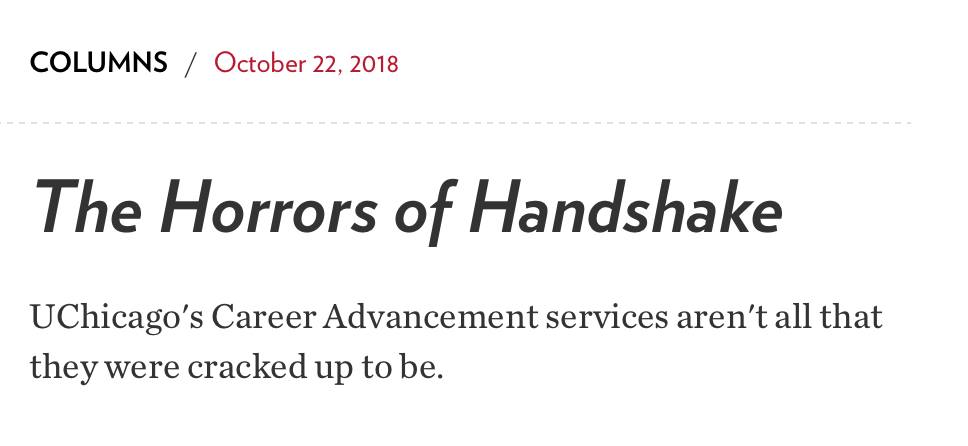 COLUMNS / October 22, 2018
The Horrors of Handshake
UChicago's Career Advancement services aren't all that
they were cracked up to be.